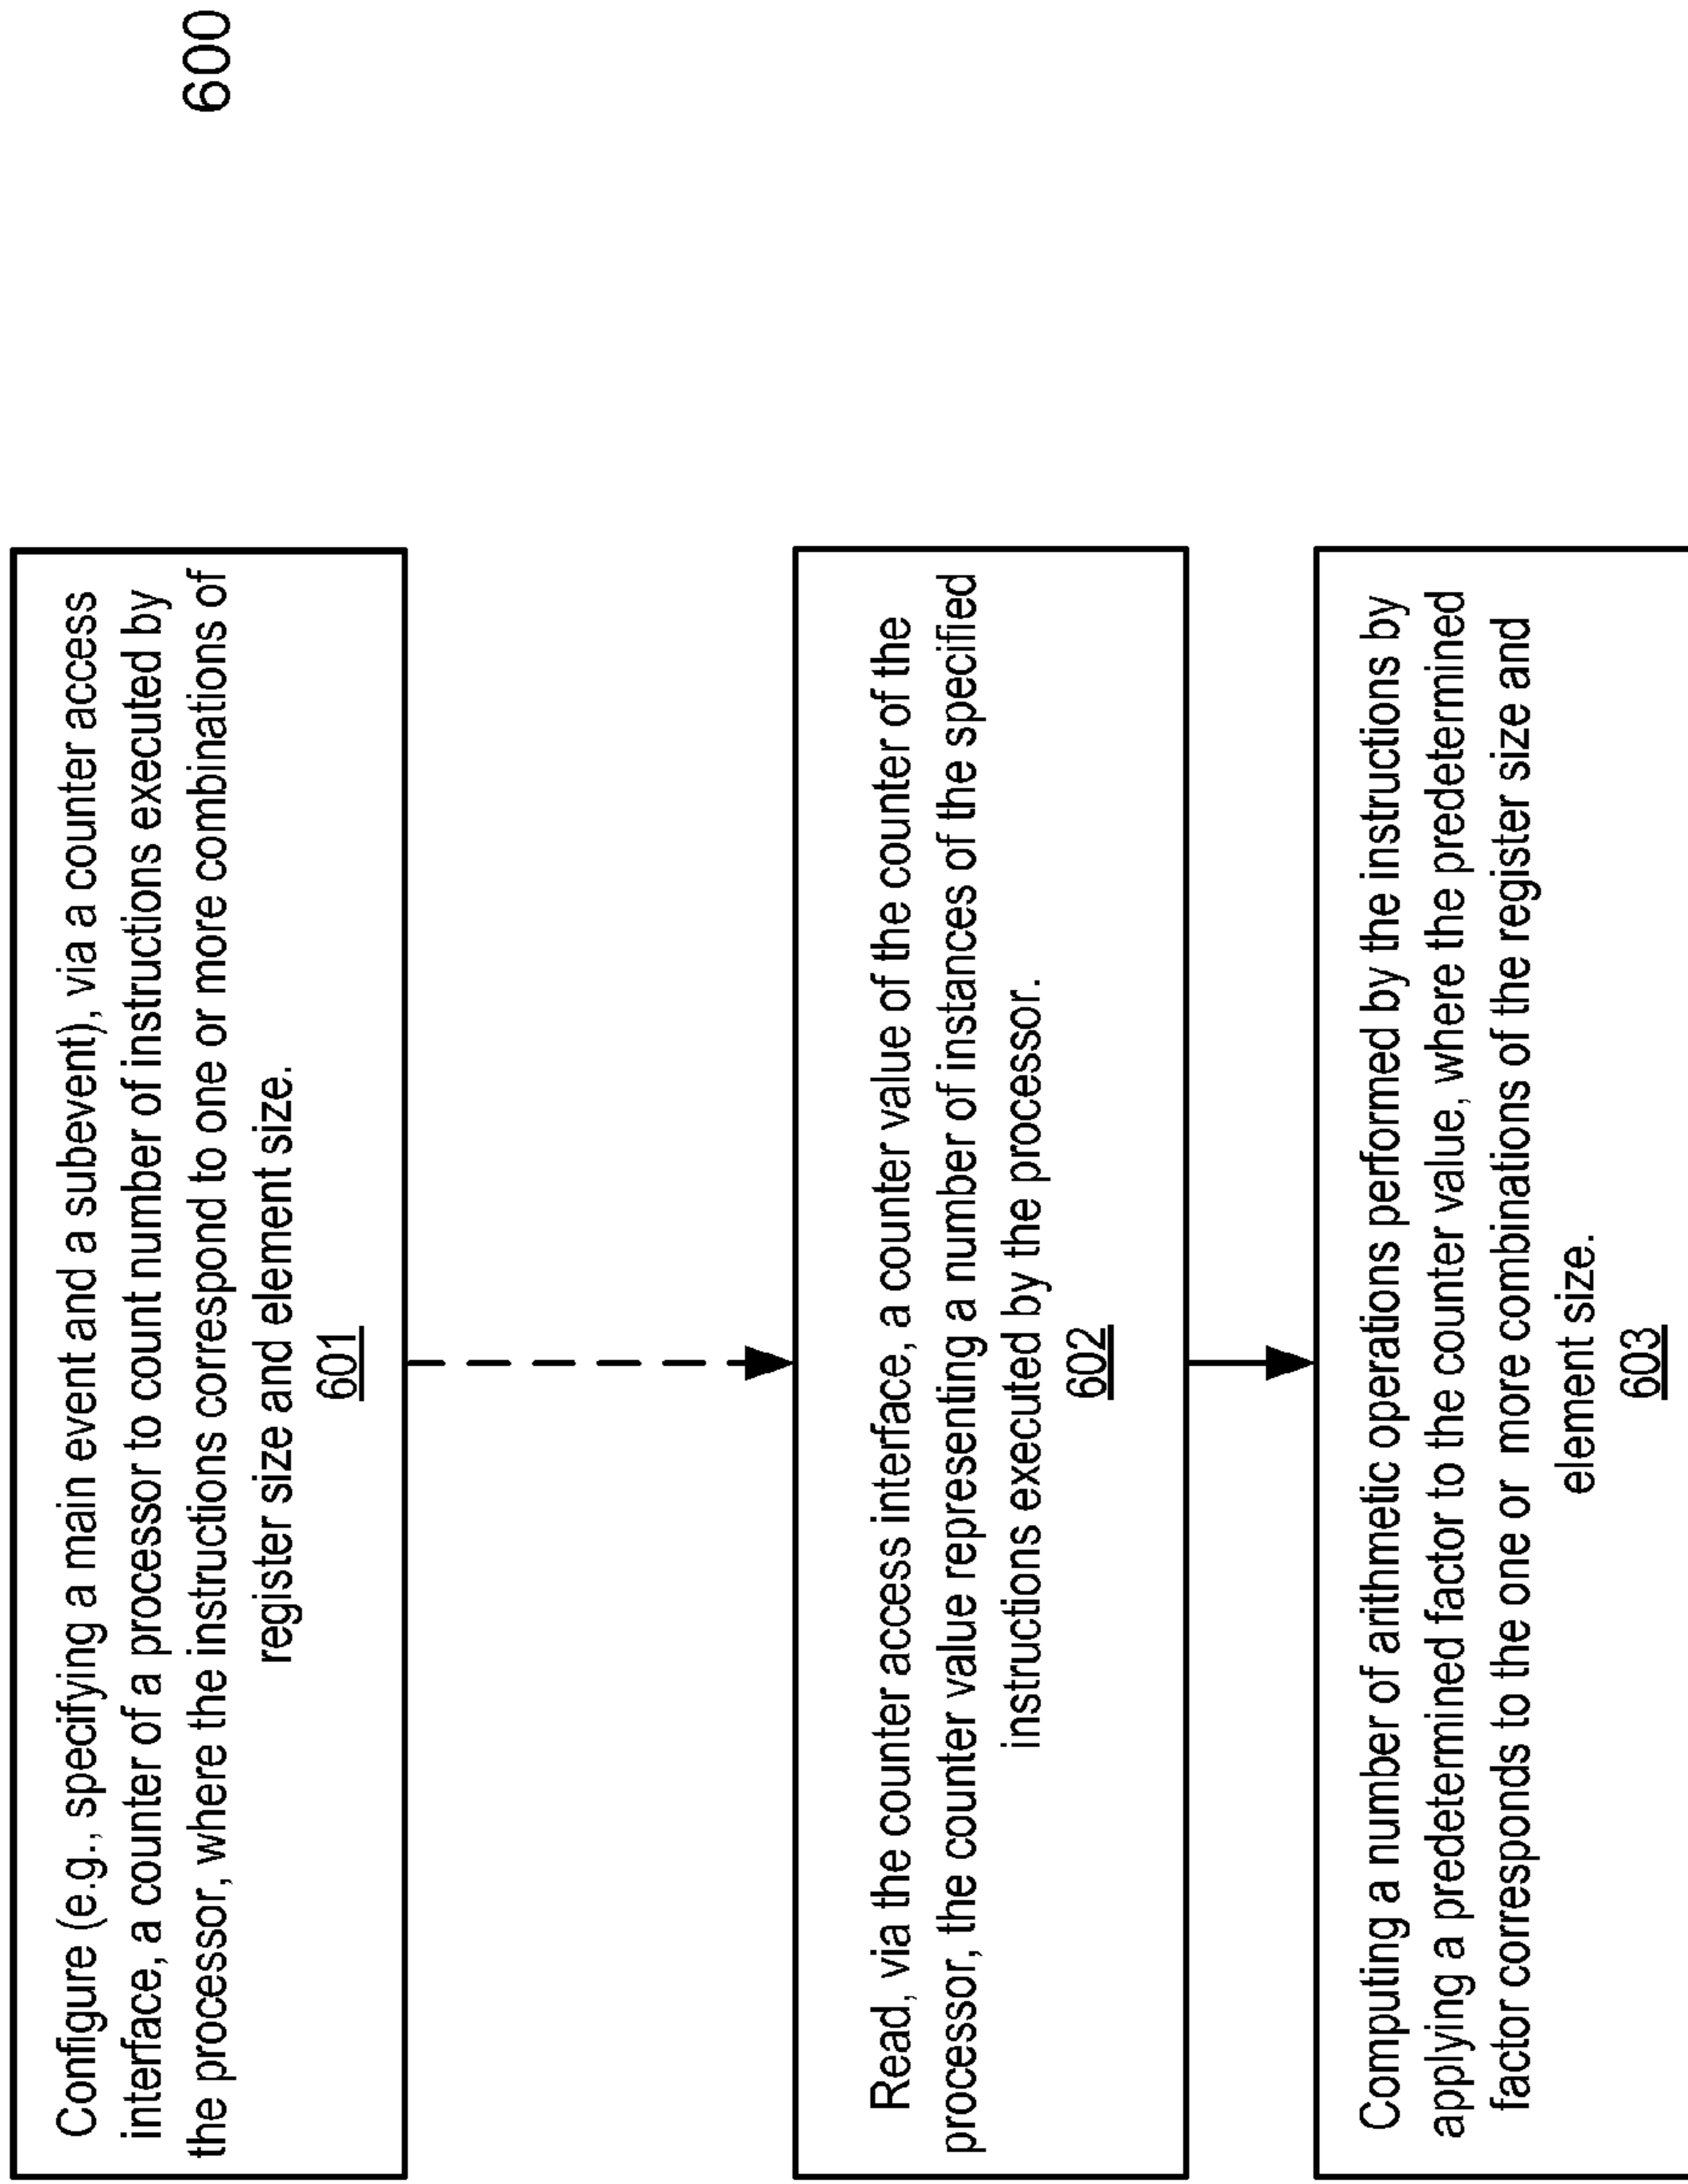 600
Configure (e.g., specifying a main event and a subevent), via a counter access
interface, a counter of a processor to count number of instructions executed by
the processor, where the instructions correspond to one or more combinations of
register size and element size.
601
Read, via the counter access interface, a counter value of the counter of the
processor, the counter value representing a number of instances of the specified
instructions executed by the processor.
602
Computing a number of arithmetic operations performed by the instructions by
applying a predetermined factor to the counter value, where the predetermined
factor corresponds to the one or more combinations of the register size and
element size.
603